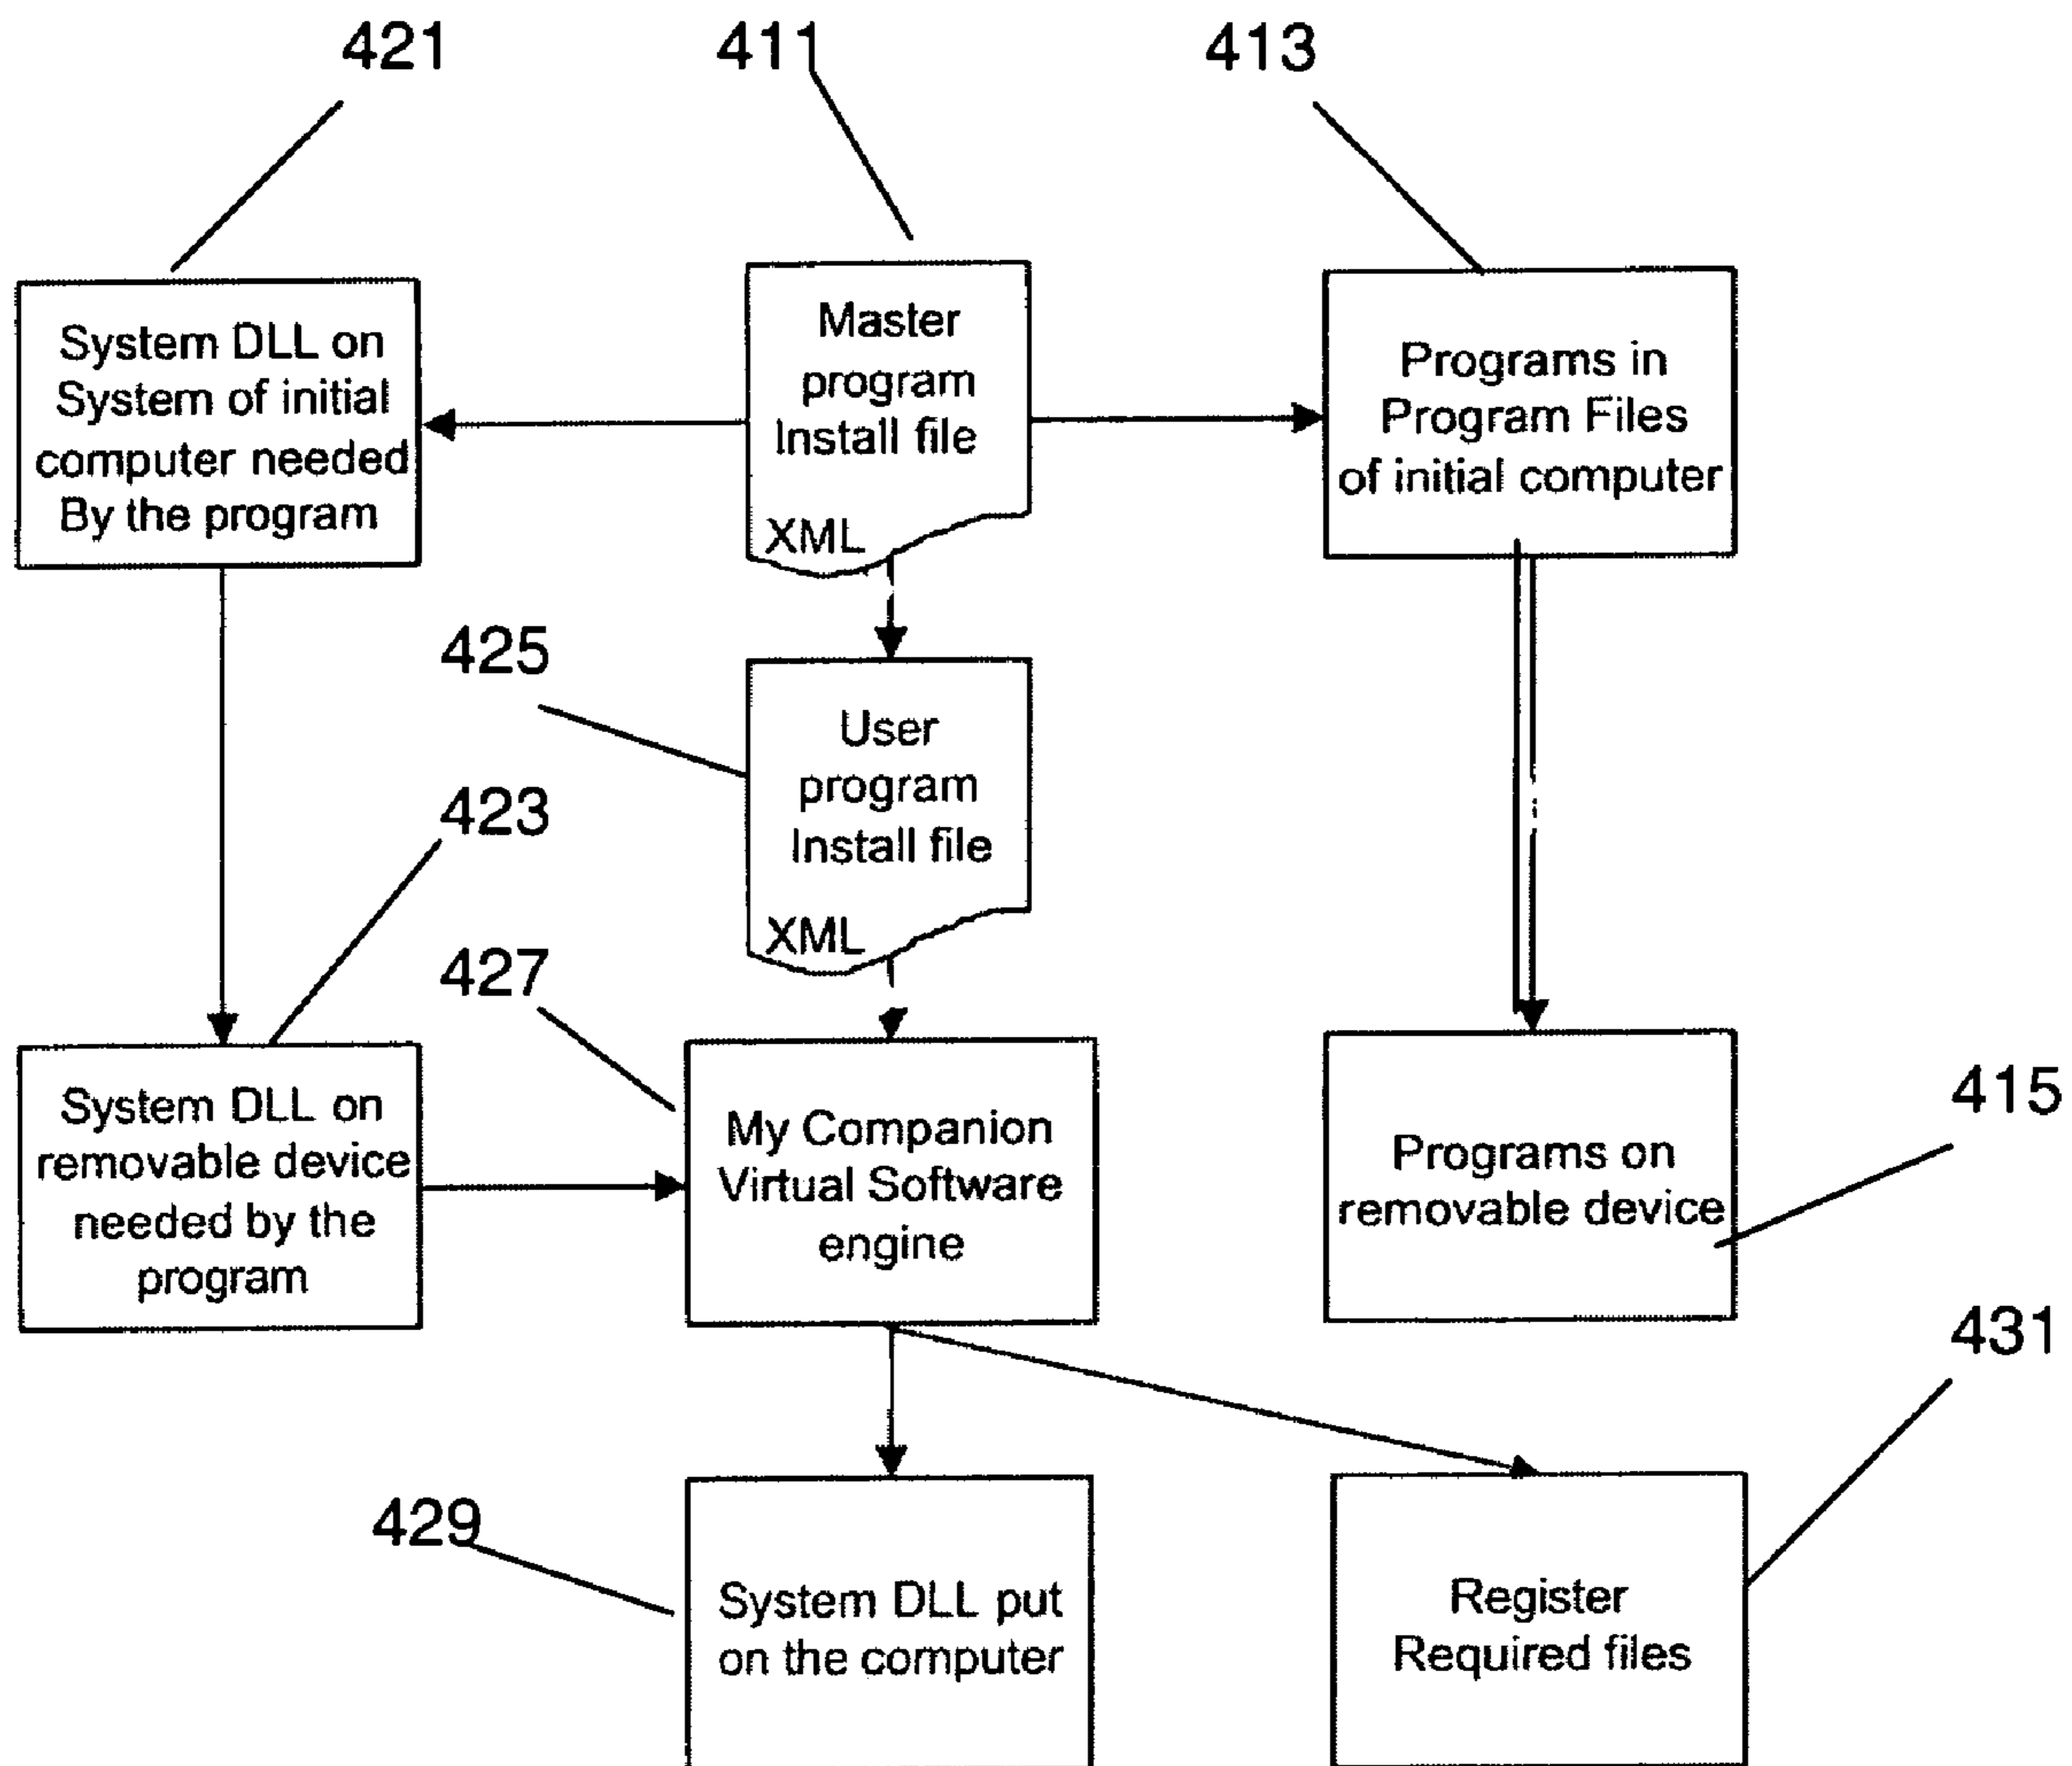 421
411
413
System DLL on
System of initial
computer needed
By the program
Master
program
Install file
XML
Programs in
Program Files
of initial computer
425
User
program
Install file
XML
423
427
System DLL on
removable device
needed by the
program
My Companion
Virtual Software
engine
Programs on
removable device
415
431
429
System DLL put
on the computer
Register
Required files